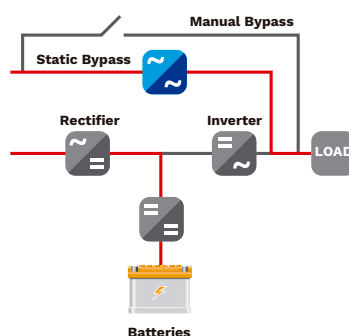 Manual Bypass
Static Bypass
Rectifier
Inverter
LOAD
Batteries